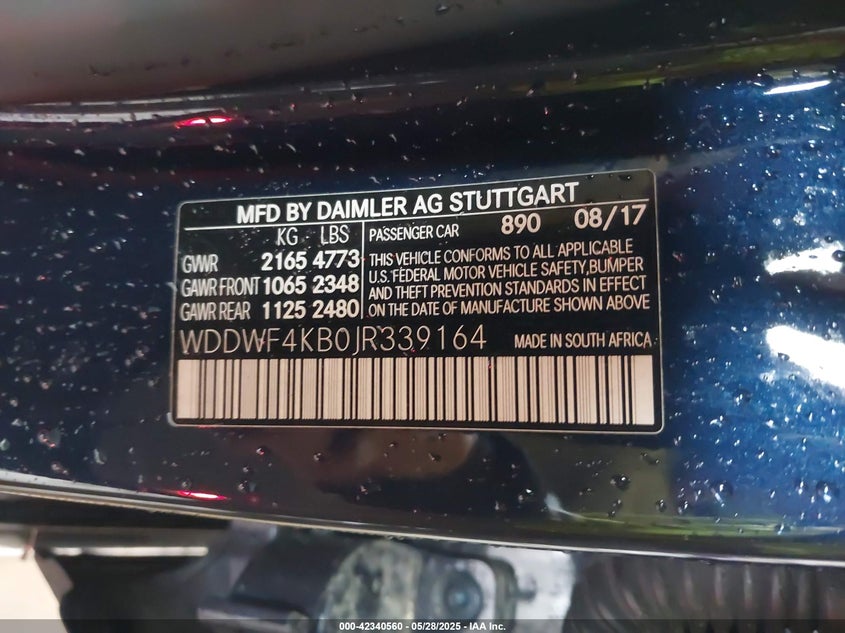 MFD BY DAIMLER AG STUTTGART
KG LBS
GWR 2165 4773
GAWR FRONT 1065 2348
GAWR REAR 1125 2480
PASSENGER CAR 890 08/17
THIS VEHICLE CONFORMS TO ALL APPLICABLE
U.S. FEDERAL MOTOR VEHICLE SAFETY,BUMPER
AND THEFT PREVENTION STANDARDS IN EFFECT
ON THE DATE OF MANUFACTURE SHOWN ABOVE
WDDWF4KB0JR339164 MADE IN SOUTH AFRICA
000-42340560 - 05/28/2025 - IAA Inc.